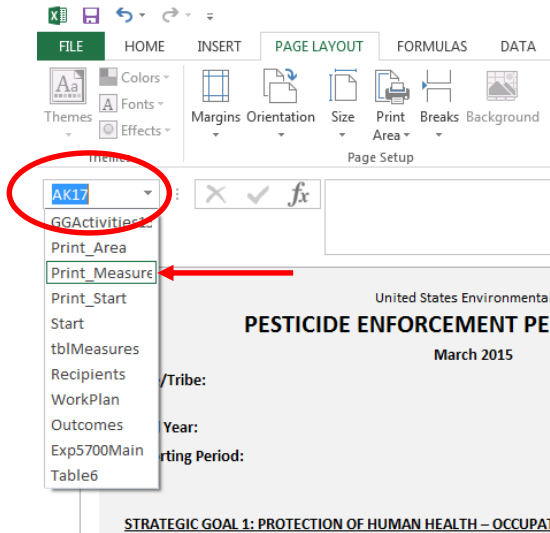 FILE HOME INSERT PAGE LAYOUT FORMULAS DATA
Aa Colors
A Fonts
Effects
Themes
Margins Orientation Size Print Area Breaks Background
Page Setup
AK17 fx
Print_Area
Print_Measure
Print_Start
Start
tblMeasures
Recipients
WorkPlan
Outcomes
Exp5700Main
Table6
United States Environmental
PESTICIDE ENFORCEMENT PE
March 2015
/Tribe:
Year:
rting Period:
STRATEGIC GOAL 1: PROTECTION OF HUMAN HEALTH – OCCUPAT